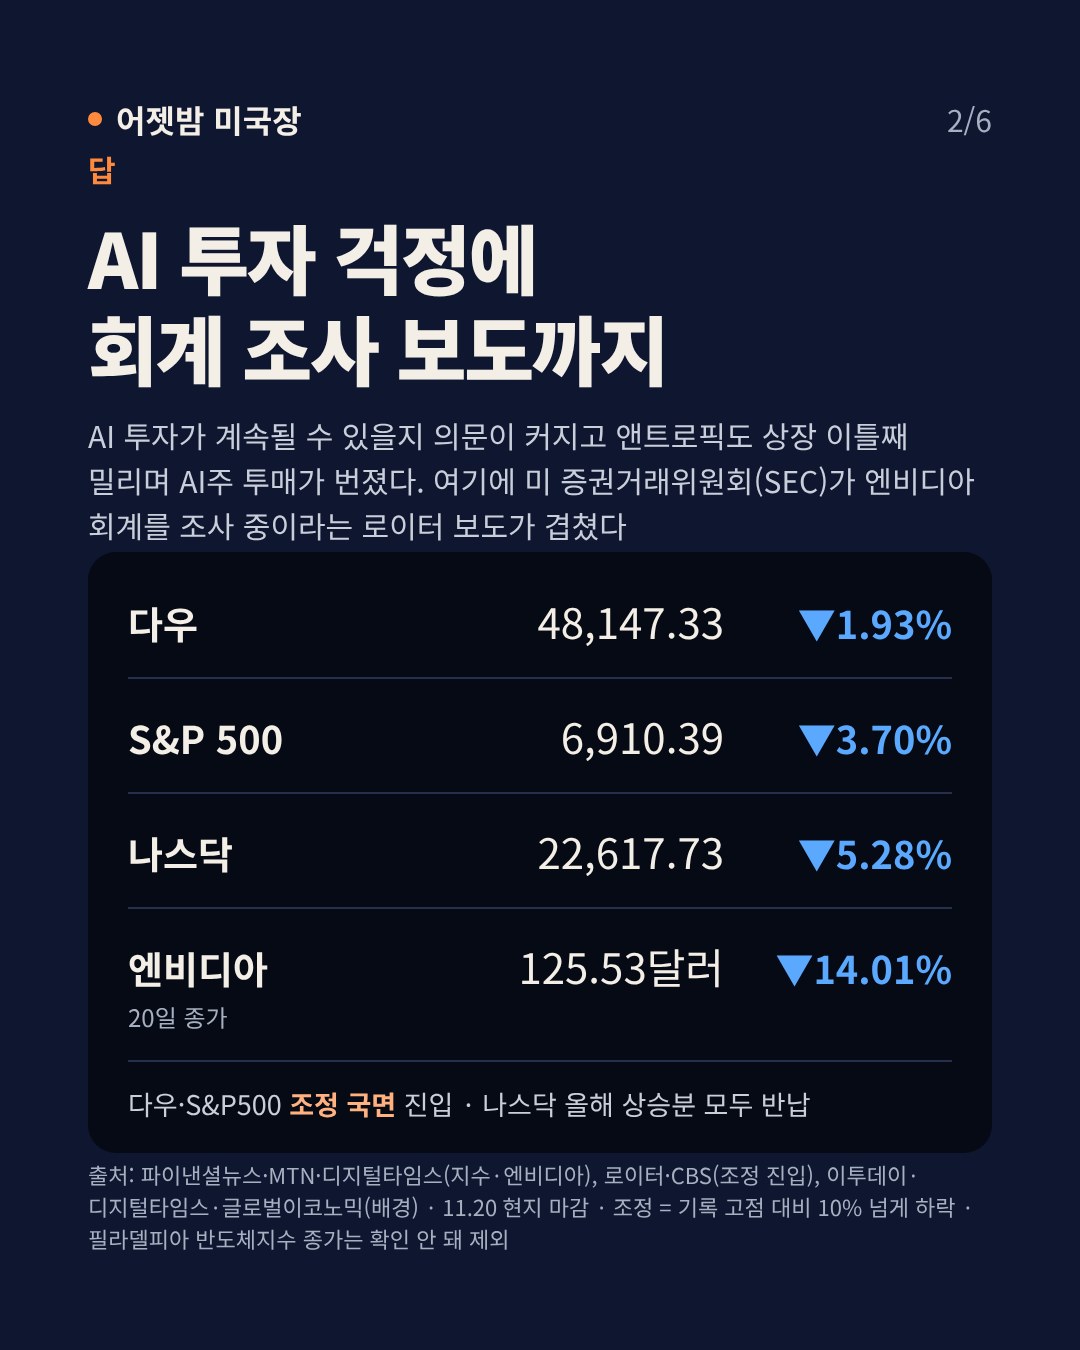 어젯밤 미국장
2/6
답
AI 투자 걱정에
회계 조사 보도까지
AI 투자가 계속될 수 있을지 의문이 커지고 앤트로픽도 상장 이틀째
밀리며 AI주 투매가 번졌다. 여기에 미 증권거래위원회(SEC)가 엔비디아
회계를 조사 중이라는 로이터 보도가 겹쳤다
다우 48,147.33 ▼1.93%
S&P 500 6,910.39 ▼3.70%
나스닥 22,617.73 ▼5.28%
엔비디아 125.53달러 ▼14.01%
20일 종가
다우·S&P500 조정 국면 진입 · 나스닥 올해 상승분 모두 반납
출처: 파이낸셜뉴스·MTN·디지털타임스(지수·엔비디아), 로이터·CBS(조정 진입), 이투데이·
디지털타임스·글로벌이코노믹(배경) · 11.20 현지 마감 · 조정 = 기록 고점 대비 10% 넘게 하락 ·
필라델피아 반도체지수 종가는 확인 안 돼 제외